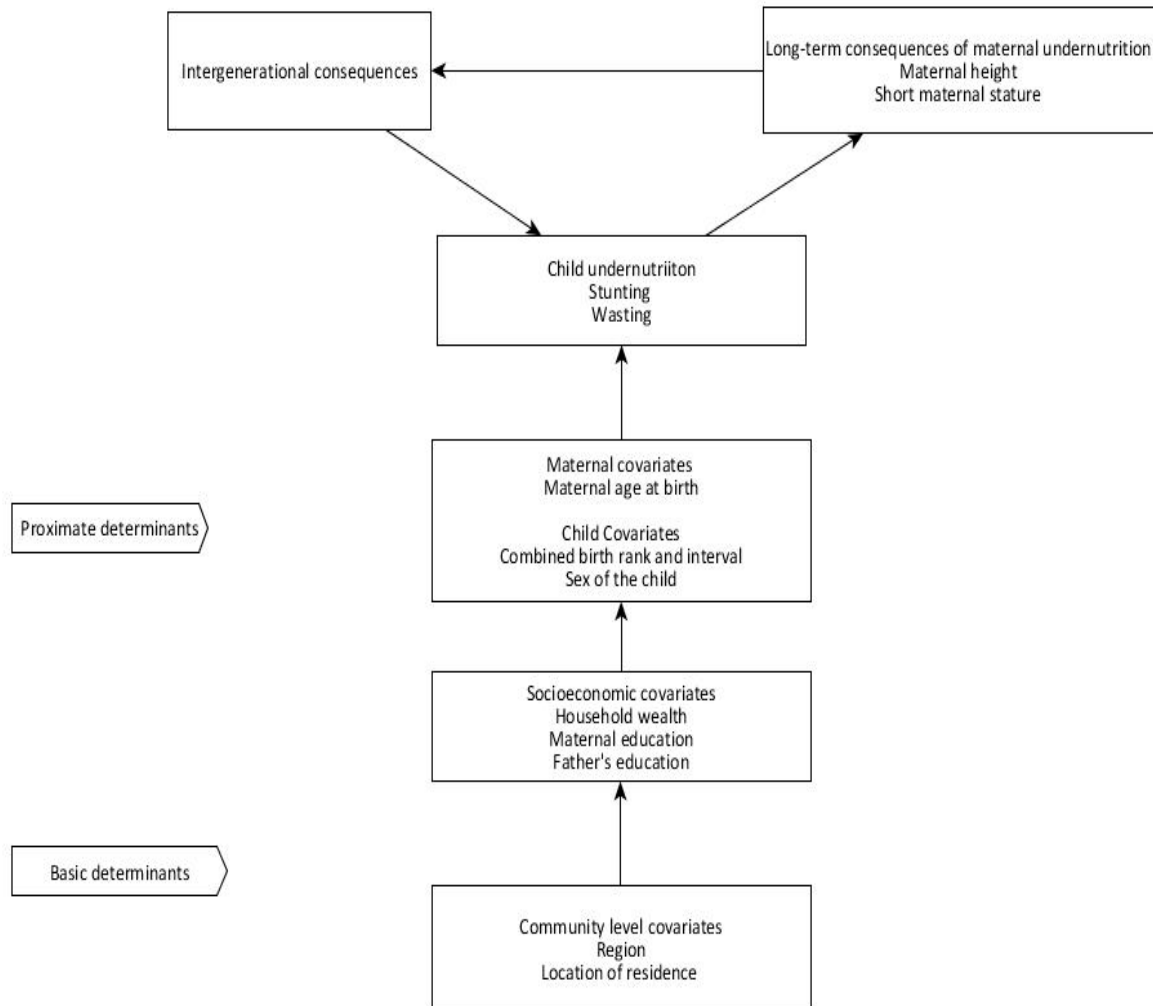 Intergenerational consequences
Long-term consequences of maternal undernutrition
Maternal height
Short maternal stature
Child undernutriiton
Stunting
Wasting
Maternal covariates
Maternal age at birth
Child Covariates
Combined birth rank and interval
Sex of the child
Proximate determinants
Socioeconomic covariates
Household wealth
Maternal education
Father's education
Basic determinants
Community level covariates
Region
Location of residence